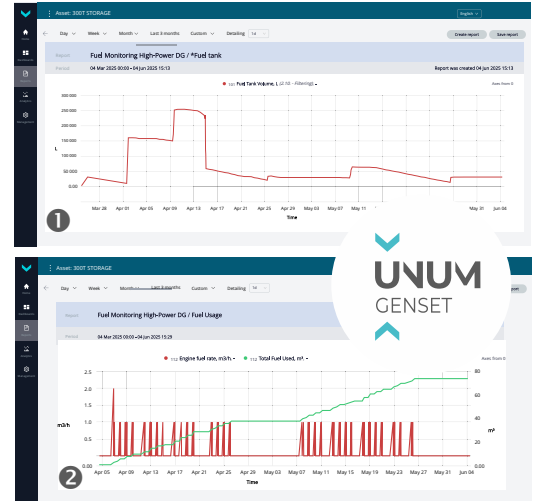 Asset: 300T STORAGE
English
Day Week Month Last 3 months Custom Detailing 1d Create report Save report
Report Fuel Monitoring High-Power DG / *Fuel tank
Period 04 Mar 2025 00:00 - 04 Jun 2025 15:13 Report was created 04 Jun 2025 15:13
Fuel Tank Volume, L (2 N) - Filtering) Axes from 0
300 000
250 000
200 000
150 000
L
100 000
50 000
0.00
Mar 28 Apr 01 Apr 05 Apr 09 Apr 13 Apr 17 Apr 21 Apr 25 Apr 29 May 03 May 07 May 11 May 31 Jun 04
Time
1
UNUM
GENSET
Asset: 300T STORAGE
Day Week Month Last 3 months Custom Detailing 1d
Report Fuel Monitoring High-Power DG / Fuel Usage
Period 04 Mar 2025 00:00 - 04 Jun 2025 15:29
112 Engine fuel rate, m3/h. 112 Total Fuel Used, m³. Axes from 0
2.5 80
2.0
60
1.5
m3/h 40 m³
1.0
20
0.5
0.00 0.00
Apr 05 Apr 09 Apr 13 Apr 17 Apr 21 Apr 25 Apr 29 May 03 May 07 May 11 May 15 May 19 May 23 May 27 May 31 Jun 04
Time
2